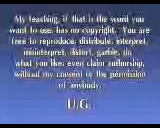 My teaching, if that is the word you
want to use, has no copyright. You are
free to reproduce, distribute, interpret,
misinterpret, distort, garble, do
what you like, even claim authorship,
without my consent or the permission
of anybody.
U.G.